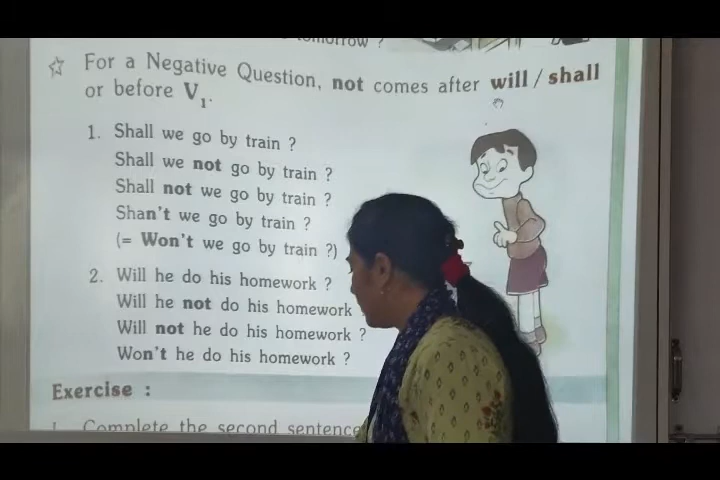 tomorrow ?
☆ For a Negative Question, not comes after will / shall
or before V1.
1. Shall we go by train ?
Shall we not go by train ?
Shall not we go by train ?
Shan't we go by train ?
(= Won't we go by train ?)
2. Will he do his homework ?
Will he not do his homework
Will not he do his homework ?
Won't he do his homework ?
Exercise :
1. Complete the second sentence